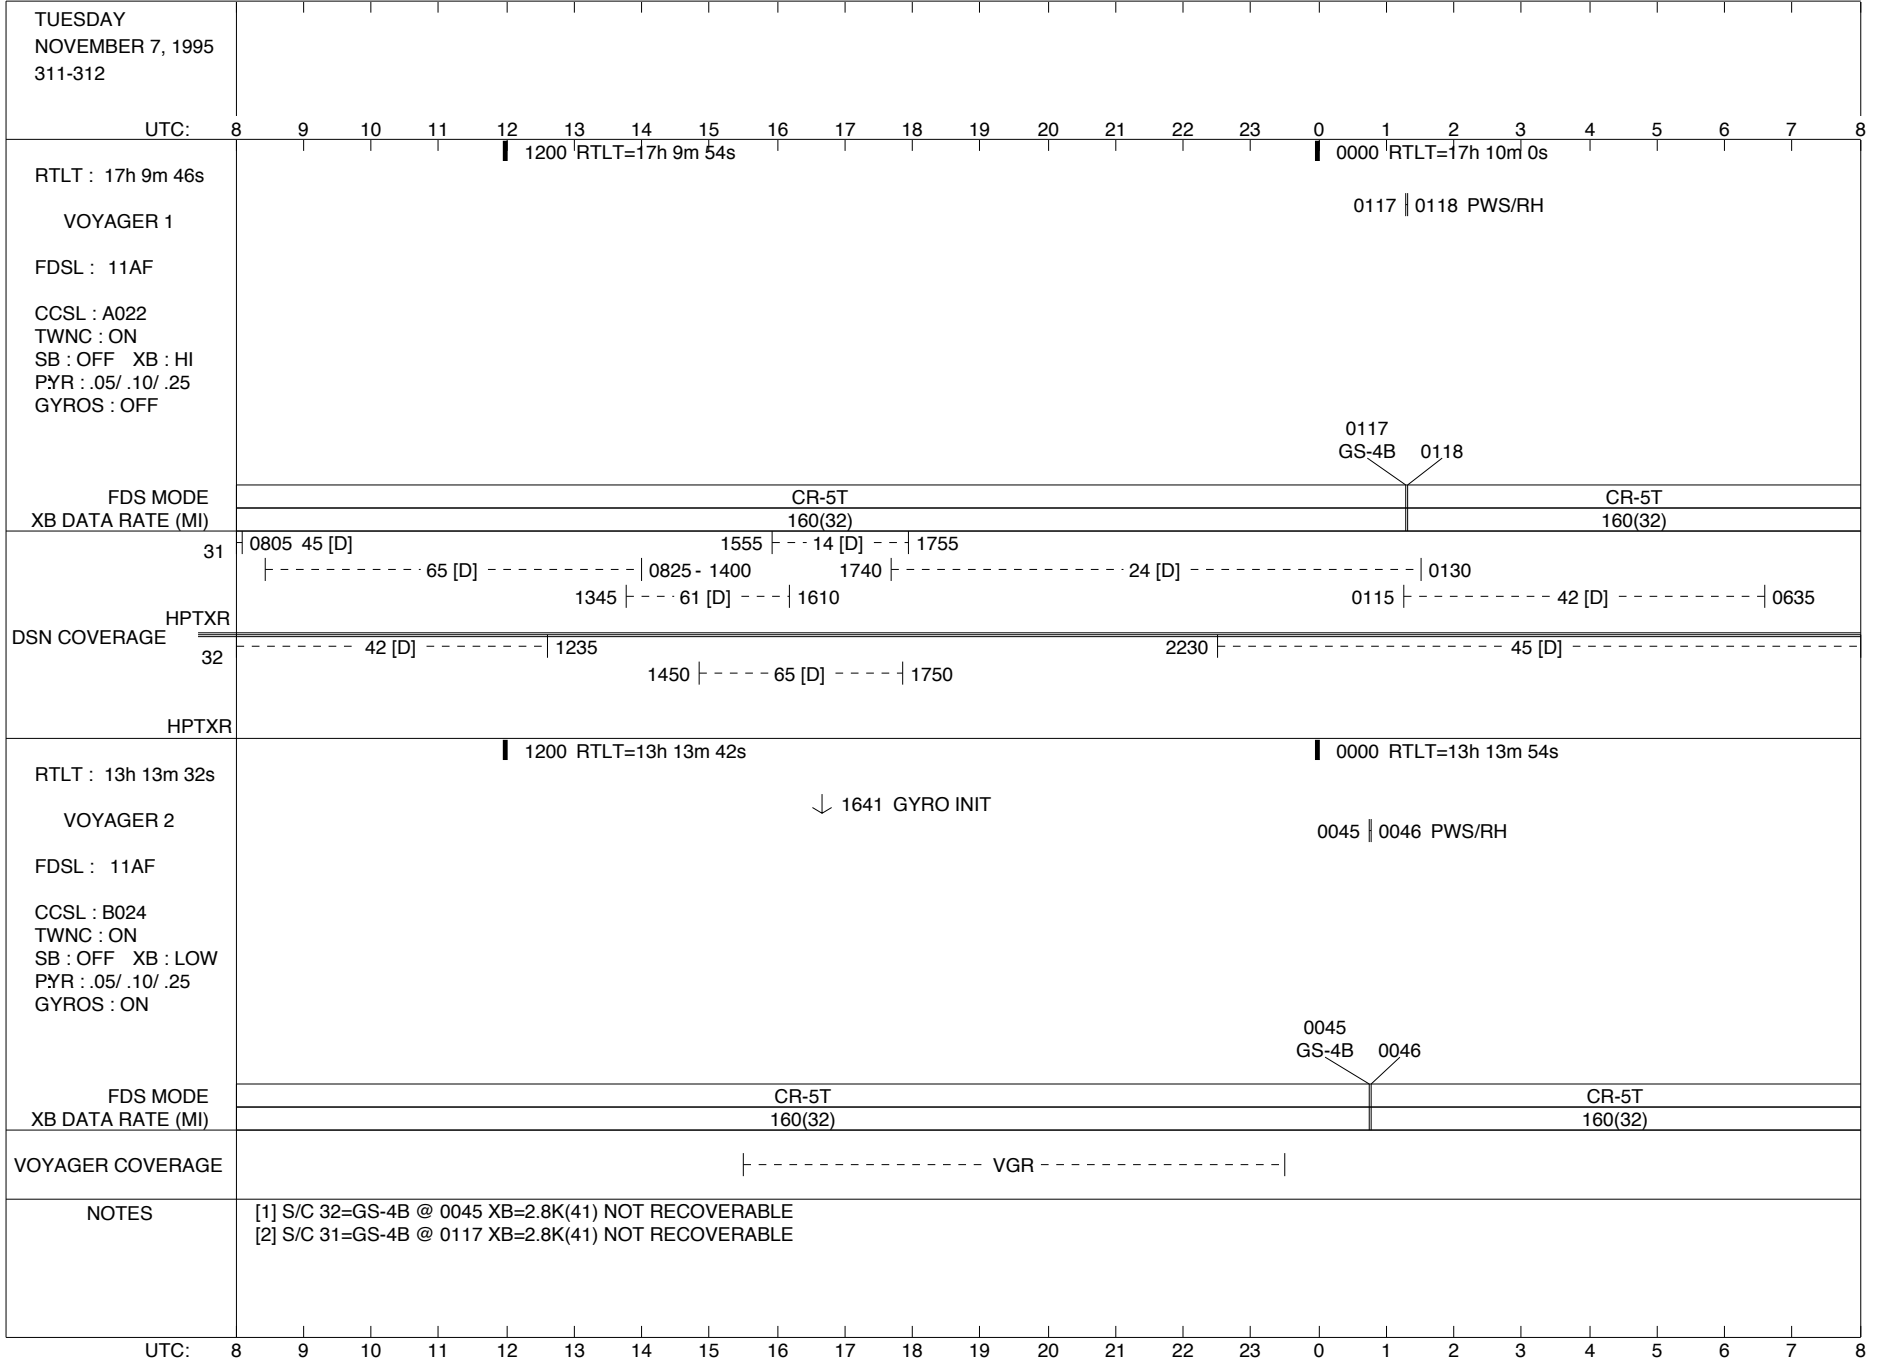 TUESDAY
NOVEMBER 7, 1995
311-312
UTC: 8 9 10 11 12 13 14 15 16 17 18 19 20 21 22 23 0 1 2 3 4 5 6 7 8
1200 RTLT=17h 9m 54s 0000 RTLT=17h 10m 0s
RTLT : 17h 9m 46s
0117 0118 PWS/RH
VOYAGER 1
FDSL : 11AF
CCSL : A022
TWNC : ON
SB : OFF XB : HI
P:YR : .05/ .10/ .25
GYROS : OFF
0117
GS-4B 0118
FDS MODE CR-5T CR-5T
XB DATA RATE (MI) 160(32) 160(32)
31 0805 45 [D] 1555 14 [D] 1755
65 [D] 0825 - 1400 1740 24 [D] 0130
1345 61 [D] 1610 0115 42 [D] 0635
HPTXR
DSN COVERAGE
32 42 [D] 1235 2230 45 [D]
1450 65 [D] 1750
HPTXR
1200 RTLT=13h 13m 42s 0000 RTLT=13h 13m 54s
RTLT : 13h 13m 32s
1641 GYRO INIT
VOYAGER 2 0045 0046 PWS/RH
FDSL : 11AF
CCSL : B024
TWNC : ON
SB : OFF XB : LOW
P:YR : .05/ .10/ .25
GYROS : ON
0045
GS-4B 0046
FDS MODE CR-5T CR-5T
XB DATA RATE (MI) 160(32) 160(32)
VOYAGER COVERAGE VGR
NOTES [1] S/C 32=GS-4B @ 0045 XB=2.8K(41) NOT RECOVERABLE
[2] S/C 31=GS-4B @ 0117 XB=2.8K(41) NOT RECOVERABLE
UTC: 8 9 10 11 12 13 14 15 16 17 18 19 20 21 22 23 0 1 2 3 4 5 6 7 8